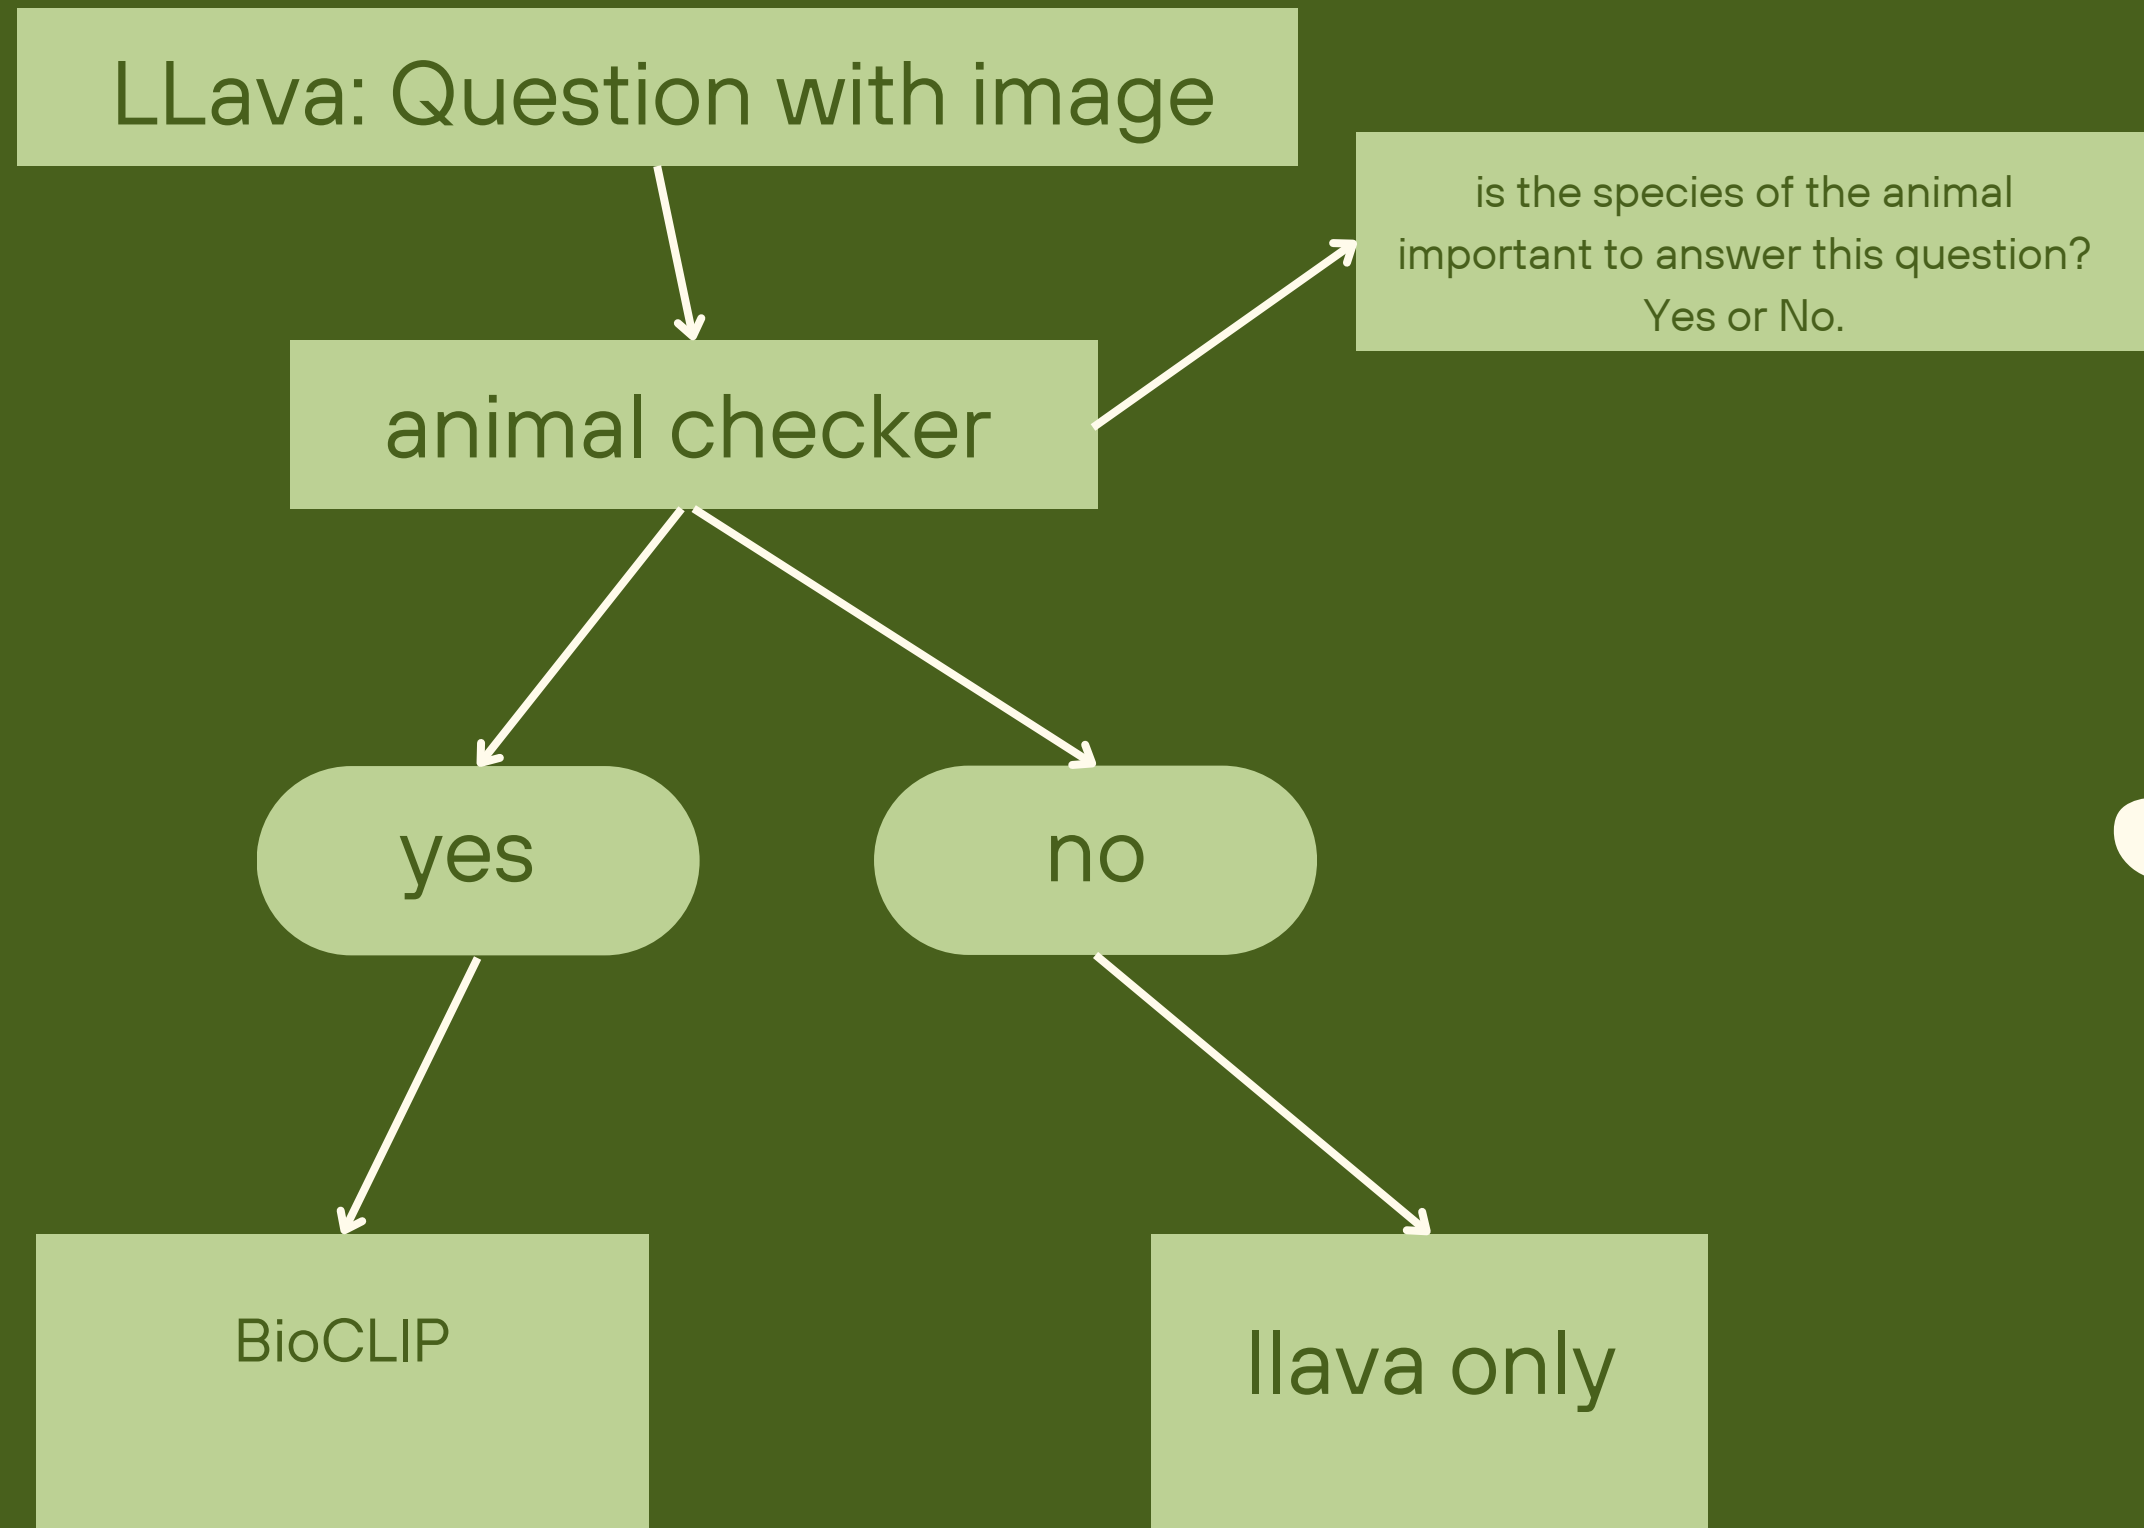 LLava: Question with image
is the species of the animal
important to answer this question?
Yes or No.
animal checker
yes
no
BioCLIP
llava only